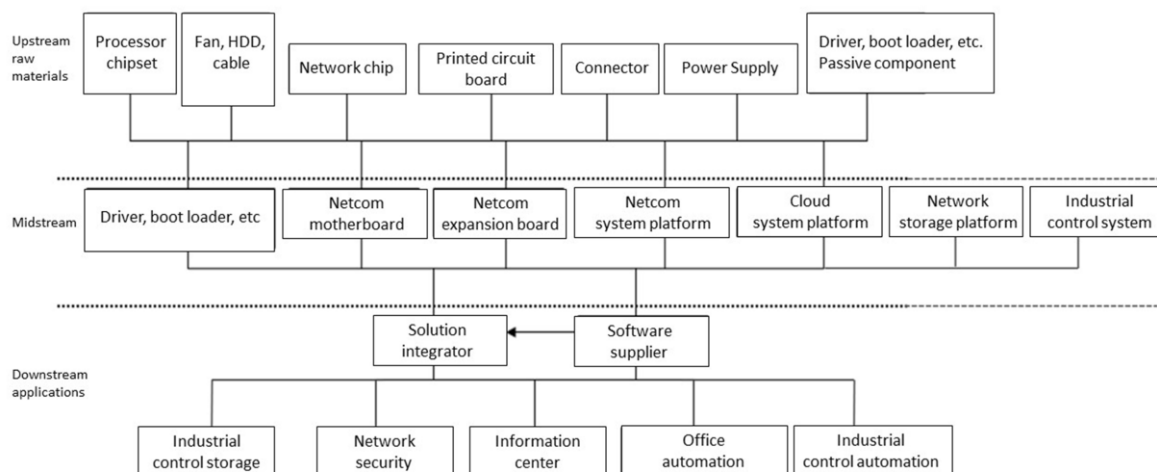 Upstream
raw
materials
Processor
chipset
Fan, HDD,
cable
Network chip
Printed circuit
board
Connector
Power Supply
Driver, boot loader, etc.
Passive component
Midstream
Driver, boot loader, etc
Netcom
motherboard
Netcom
expansion board
Netcom
system platform
Cloud
system platform
Network
storage platform
Industrial
control system
Downstream
applications
Solution
integrator
Software
supplier
Industrial
control storage
Network
security
Information
center
Office
automation
Industrial
control automation